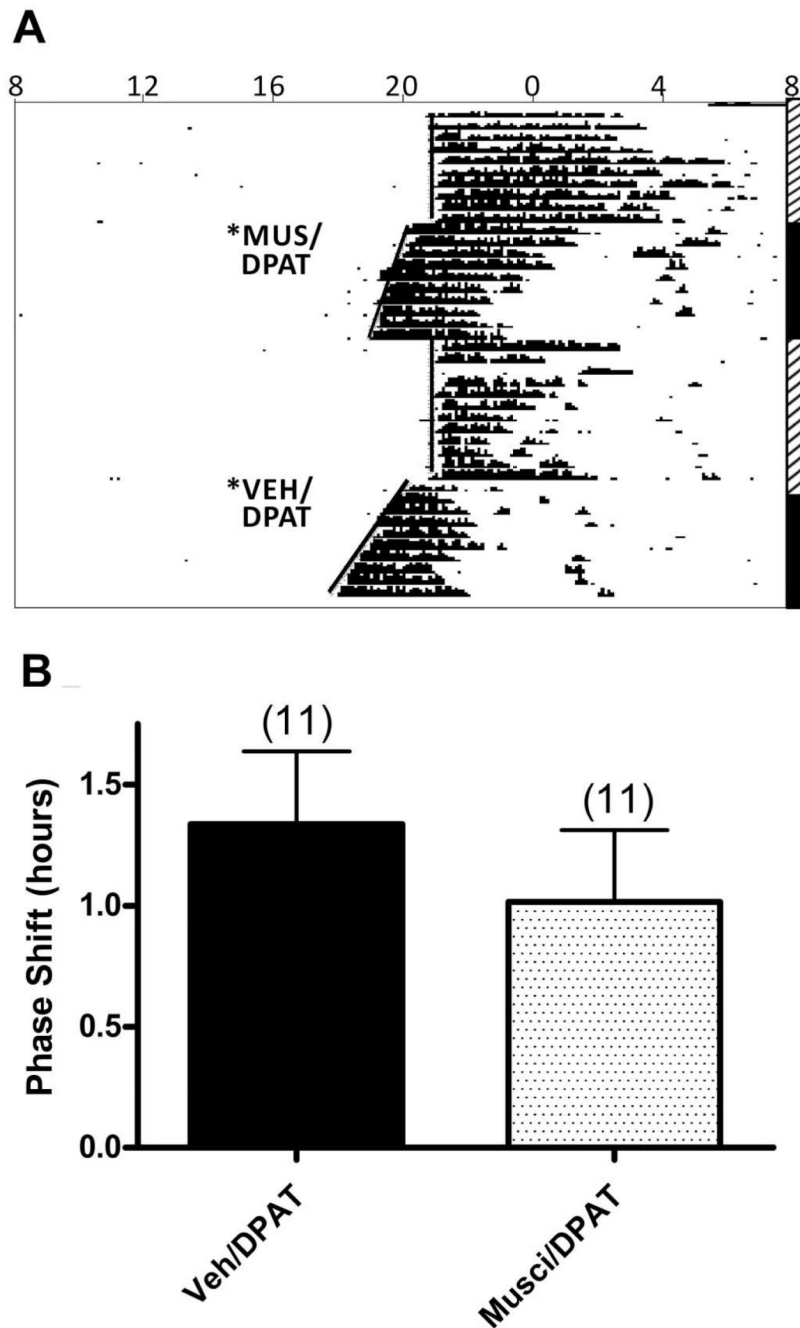 A
8 12 16 20 0 4 8
*MUS/
DPAT
*VEH/
DPAT
B
(11)
(11)
1.5
1.0
0.5
0.0
Phase Shift (hours)
Veh/DPAT
Musci/DPAT